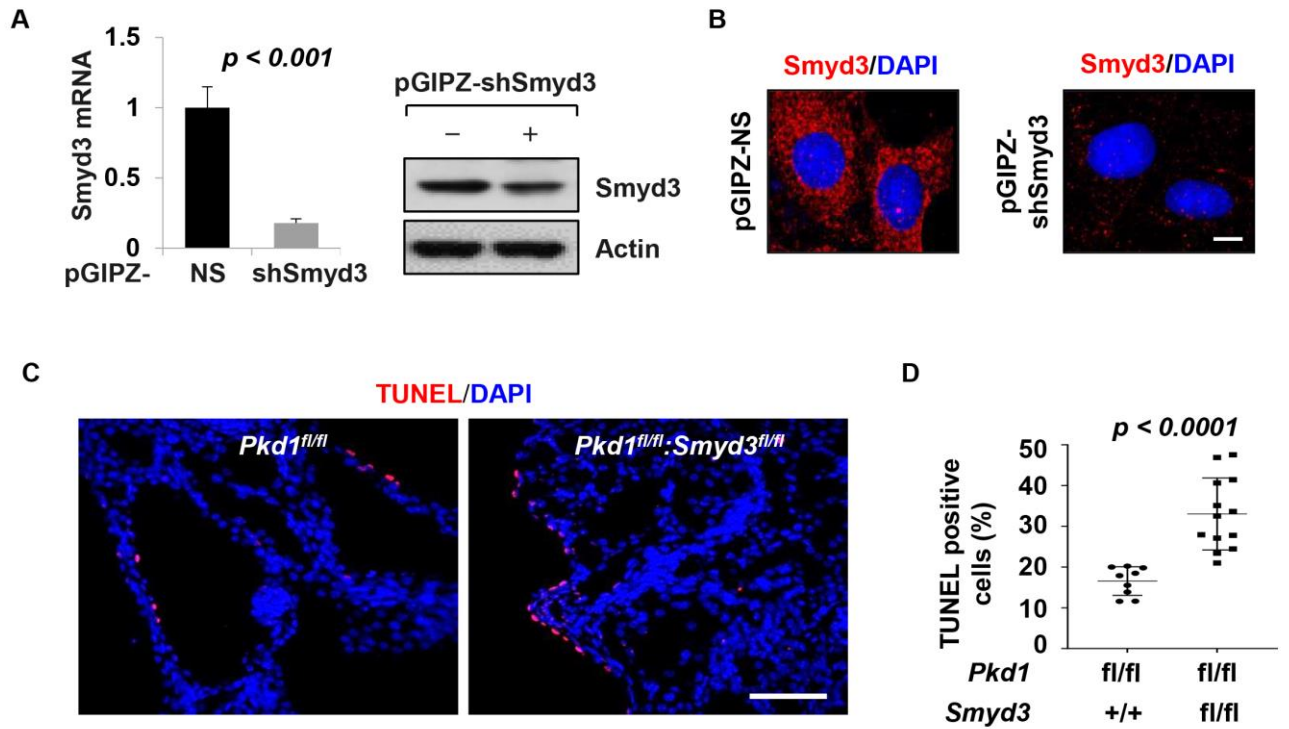 A
Smyd3 mRNA
1.5
1
0.5
0
p < 0.001
pGIPZ- NS shSmyd3
pGIPZ-shSmyd3
– +
Smyd3
Actin
B
Smyd3/DAPI
pGIPZ-NS
Smyd3/DAPI
pGIPZ-
shSmyd3
C
TUNEL/DAPI
Pkd1fl/fl
Pkd1fl/fl:Smyd3fl/fl
D
p < 0.0001
TUNEL positive
cells (%)
50
40
30
20
10
0
Pkd1 fl/fl fl/fl
Smyd3 +/+ fl/fl